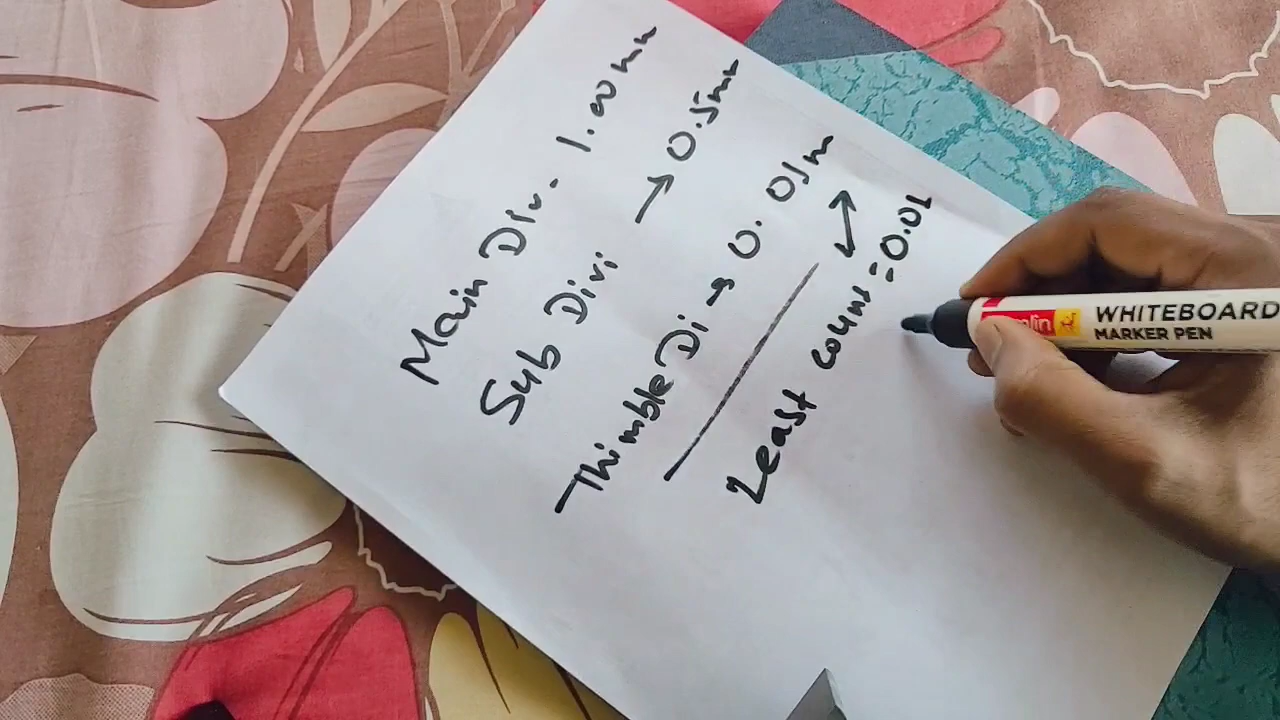 Main Div. 1.00mm
Sub Divi → 0.5mm
Thimble Di → 0.01m
Least count = 0.01
WHITEBOARD
MARKER PEN